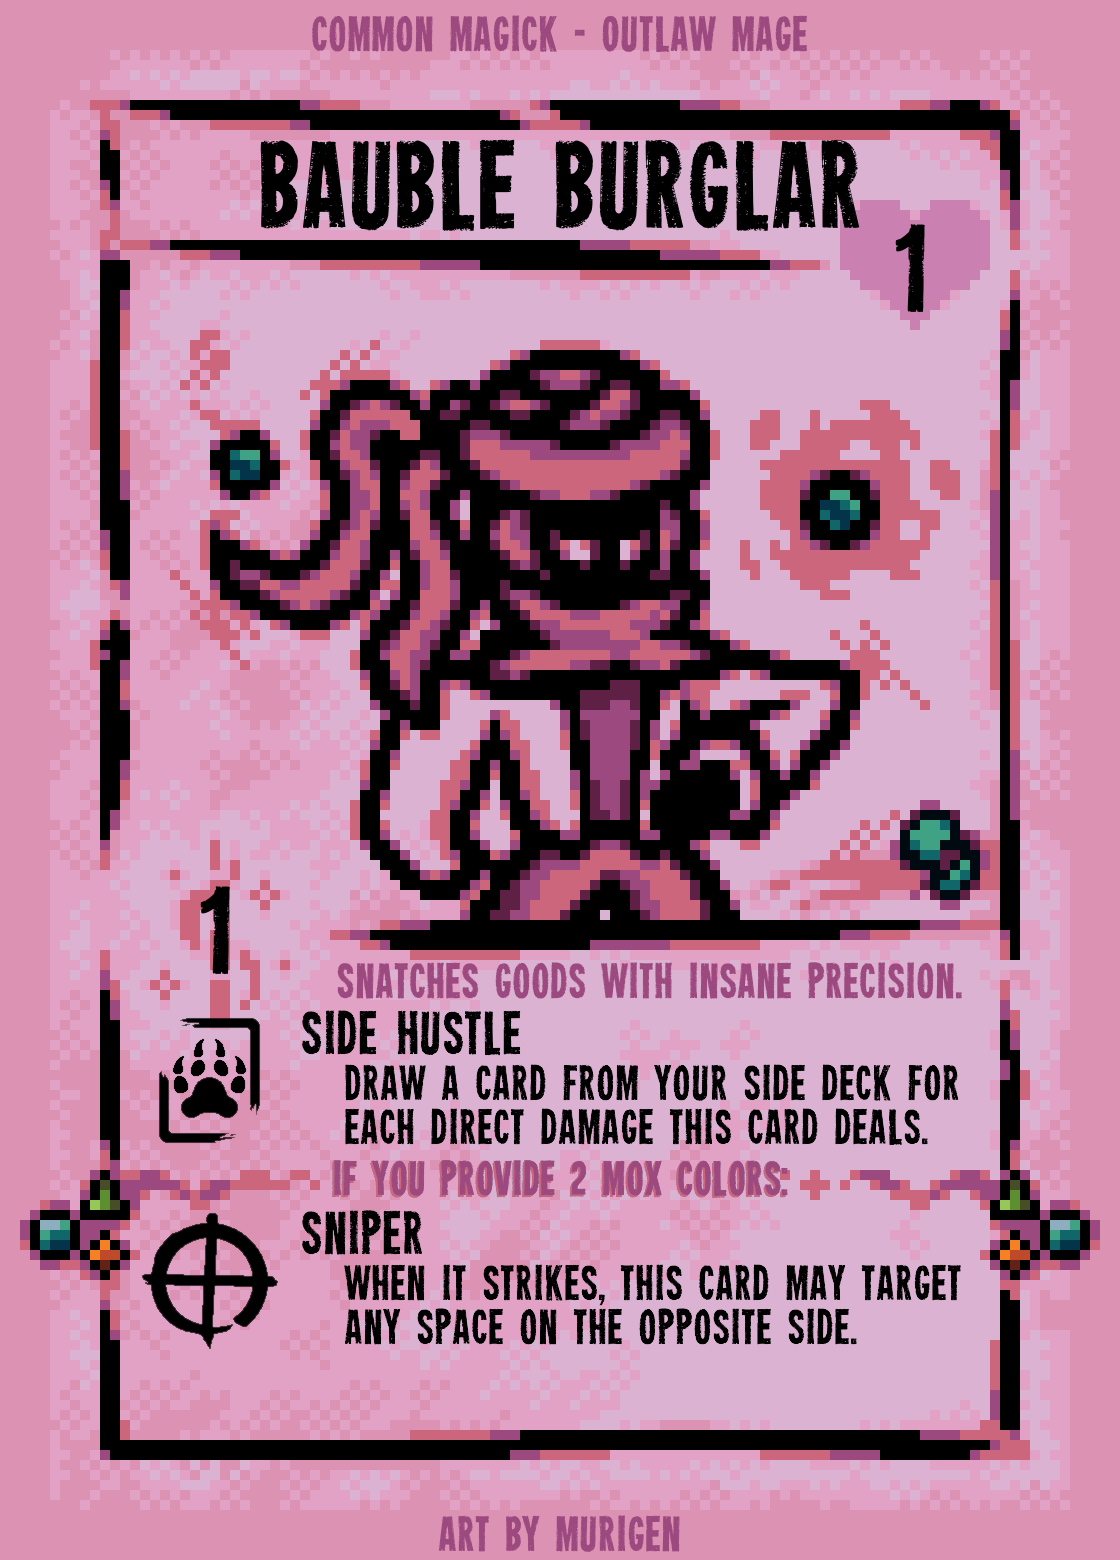 COMMON MAGICK - OUTLAW MAGE
BAUBLE BURGLAR
1
1
SNATCHES GOODS WITH INSANE PRECISION.
SIDE HUSTLE
DRAW A CARD FROM YOUR SIDE DECK FOR
EACH DIRECT DAMAGE THIS CARD DEALS.
IF YOU PROVIDE 2 MOX COLORS:
SNIPER
WHEN IT STRIKES, THIS CARD MAY TARGET
ANY SPACE ON THE OPPOSITE SIDE.
ART BY MURIGEN